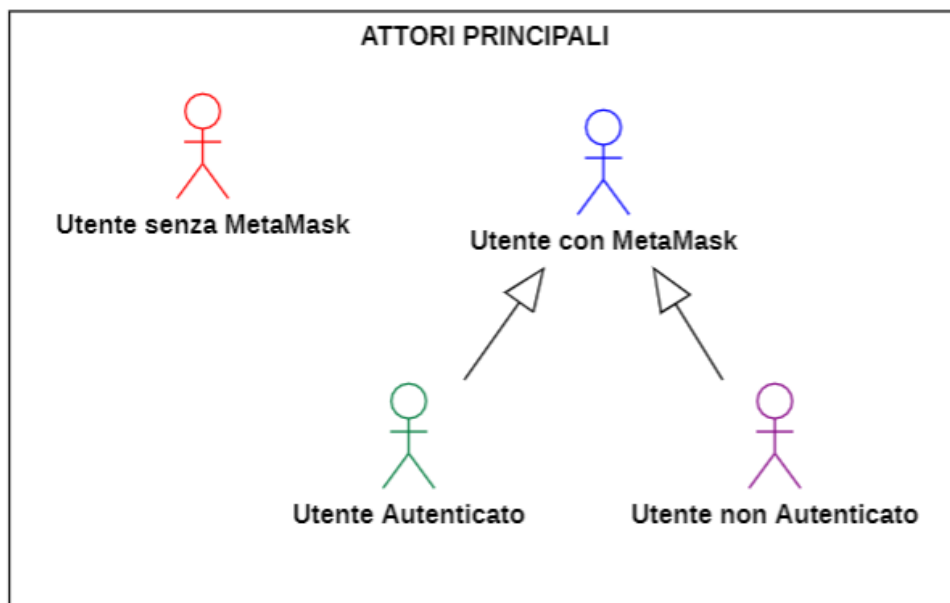 ATTORI PRINCIPALI
Utente senza MetaMask
Utente con MetaMask
Utente Autenticato
Utente non Autenticato